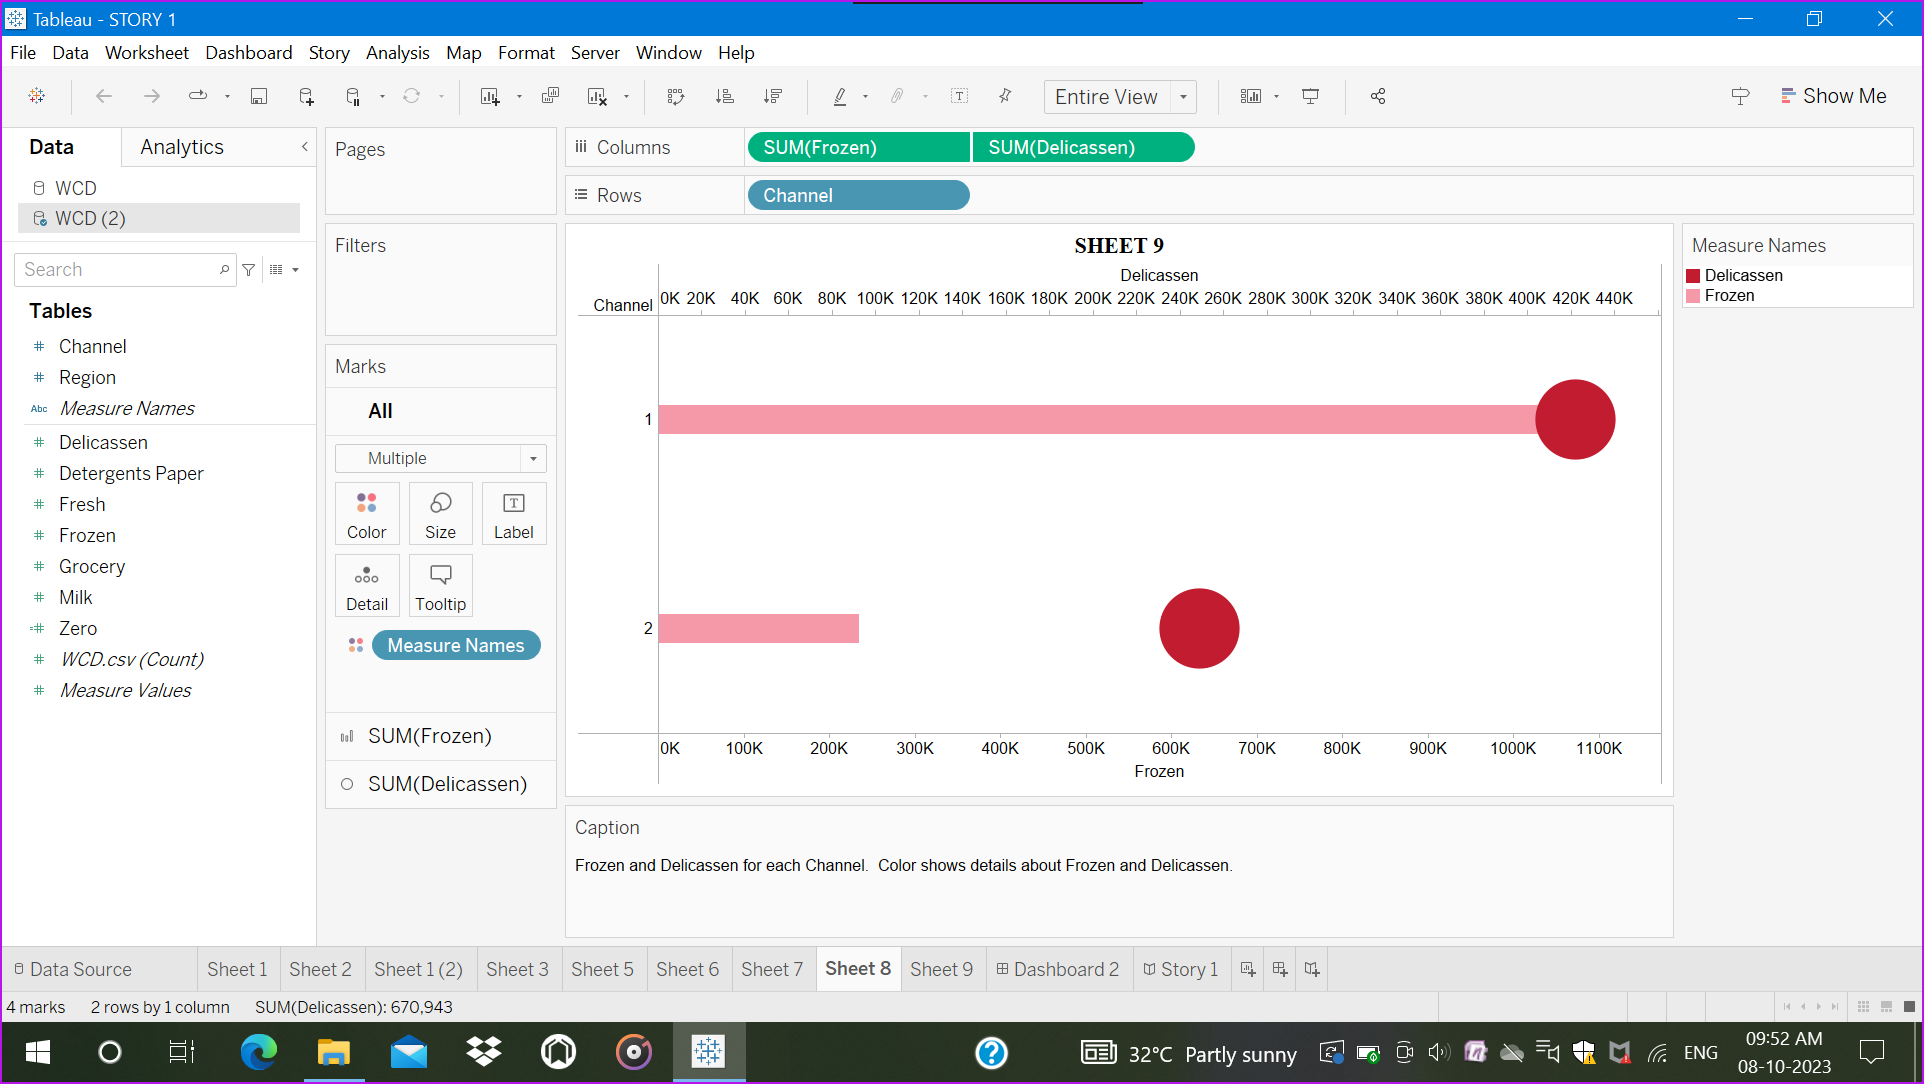 Tableau - STORY 1
File Data Worksheet Dashboard Story Analysis Map Format Server Window Help
Entire View
Show Me
Data Analytics
WCD
WCD (2)
Search
Tables
Channel
Region
Abc Measure Names
Delicassen
Detergents Paper
Fresh
Frozen
Grocery
Milk
Zero
WCD.csv (Count)
Measure Values
Pages
Filters
Marks
All
Multiple
Color Size Label
Detail Tooltip
Measure Names
SUM(Frozen)
SUM(Delicassen)
Columns SUM(Frozen) SUM(Delicassen)
Rows Channel
SHEET 9
Delicassen
Channel 0K 20K 40K 60K 80K 100K 120K 140K 160K 180K 200K 220K 240K 260K 280K 300K 320K 340K 360K 380K 400K 420K 440K
1
2
0K 100K 200K 300K 400K 500K 600K 700K 800K 900K 1000K 1100K
Frozen
Caption
Frozen and Delicassen for each Channel.  Color shows details about Frozen and Delicassen.
Measure Names
Delicassen
Frozen
Data Source Sheet 1 Sheet 2 Sheet 1 (2) Sheet 3 Sheet 5 Sheet 6 Sheet 7 Sheet 8 Sheet 9 Dashboard 2 Story 1
4 marks 2 rows by 1 column SUM(Delicassen): 670,943
32°C Partly sunny ENG 09:52 AM
08-10-2023